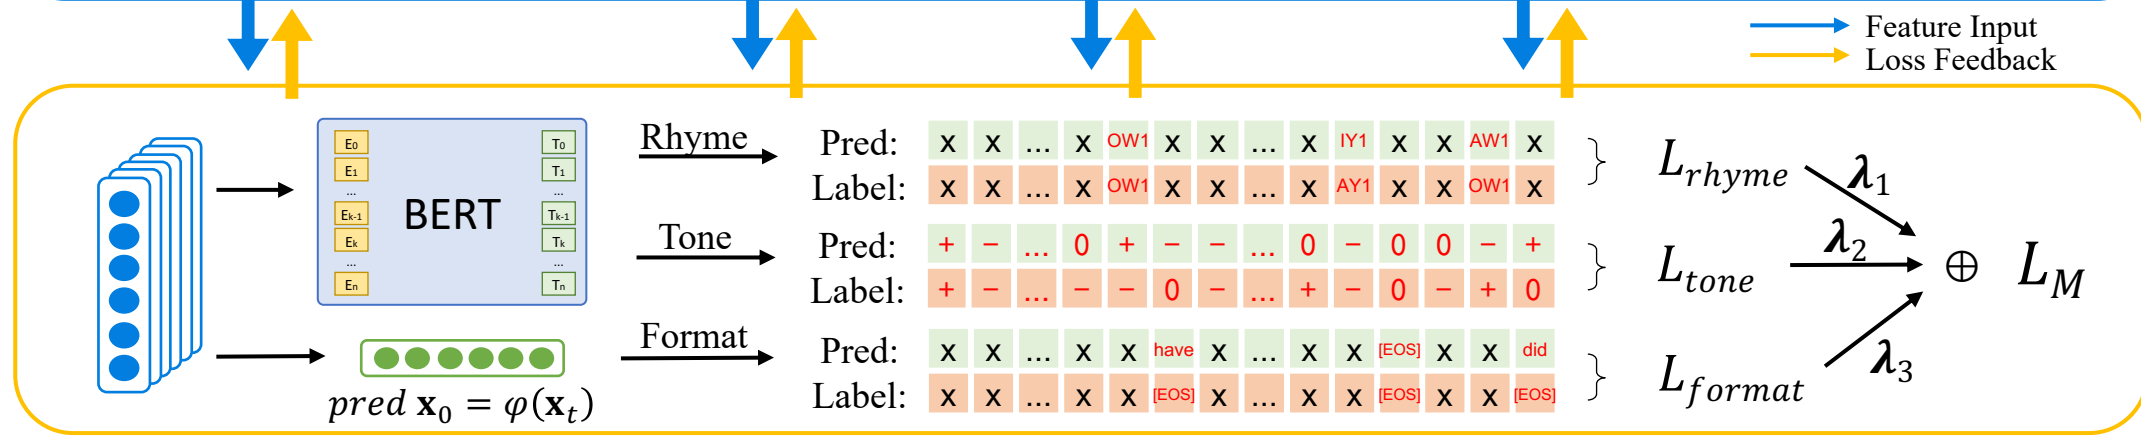 Feature Input
Loss Feedback
E0 T0
E1 T1
... ...
BERT
Ek-1 Tk-1
Ek Tk
... ...
En Tn
pred x0 = φ(xt)
Rhyme
Pred: x x ... x OW1 x x ... x IY1 x x AW1 x
Label: x x ... x OW1 x x ... x AY1 x x OW1 x
Tone
Pred: + − ... 0 + − − ... 0 − 0 0 − +
Label: + − ... − − 0 − ... + − 0 − + 0
Format
Pred: x x ... x x have x ... x x [EOS] x x did
Label: x x ... x x [EOS] x ... x x [EOS] x x [EOS]
} Lrhyme
} Ltone
} Lformat
λ1
λ2
λ3
⊕ LM